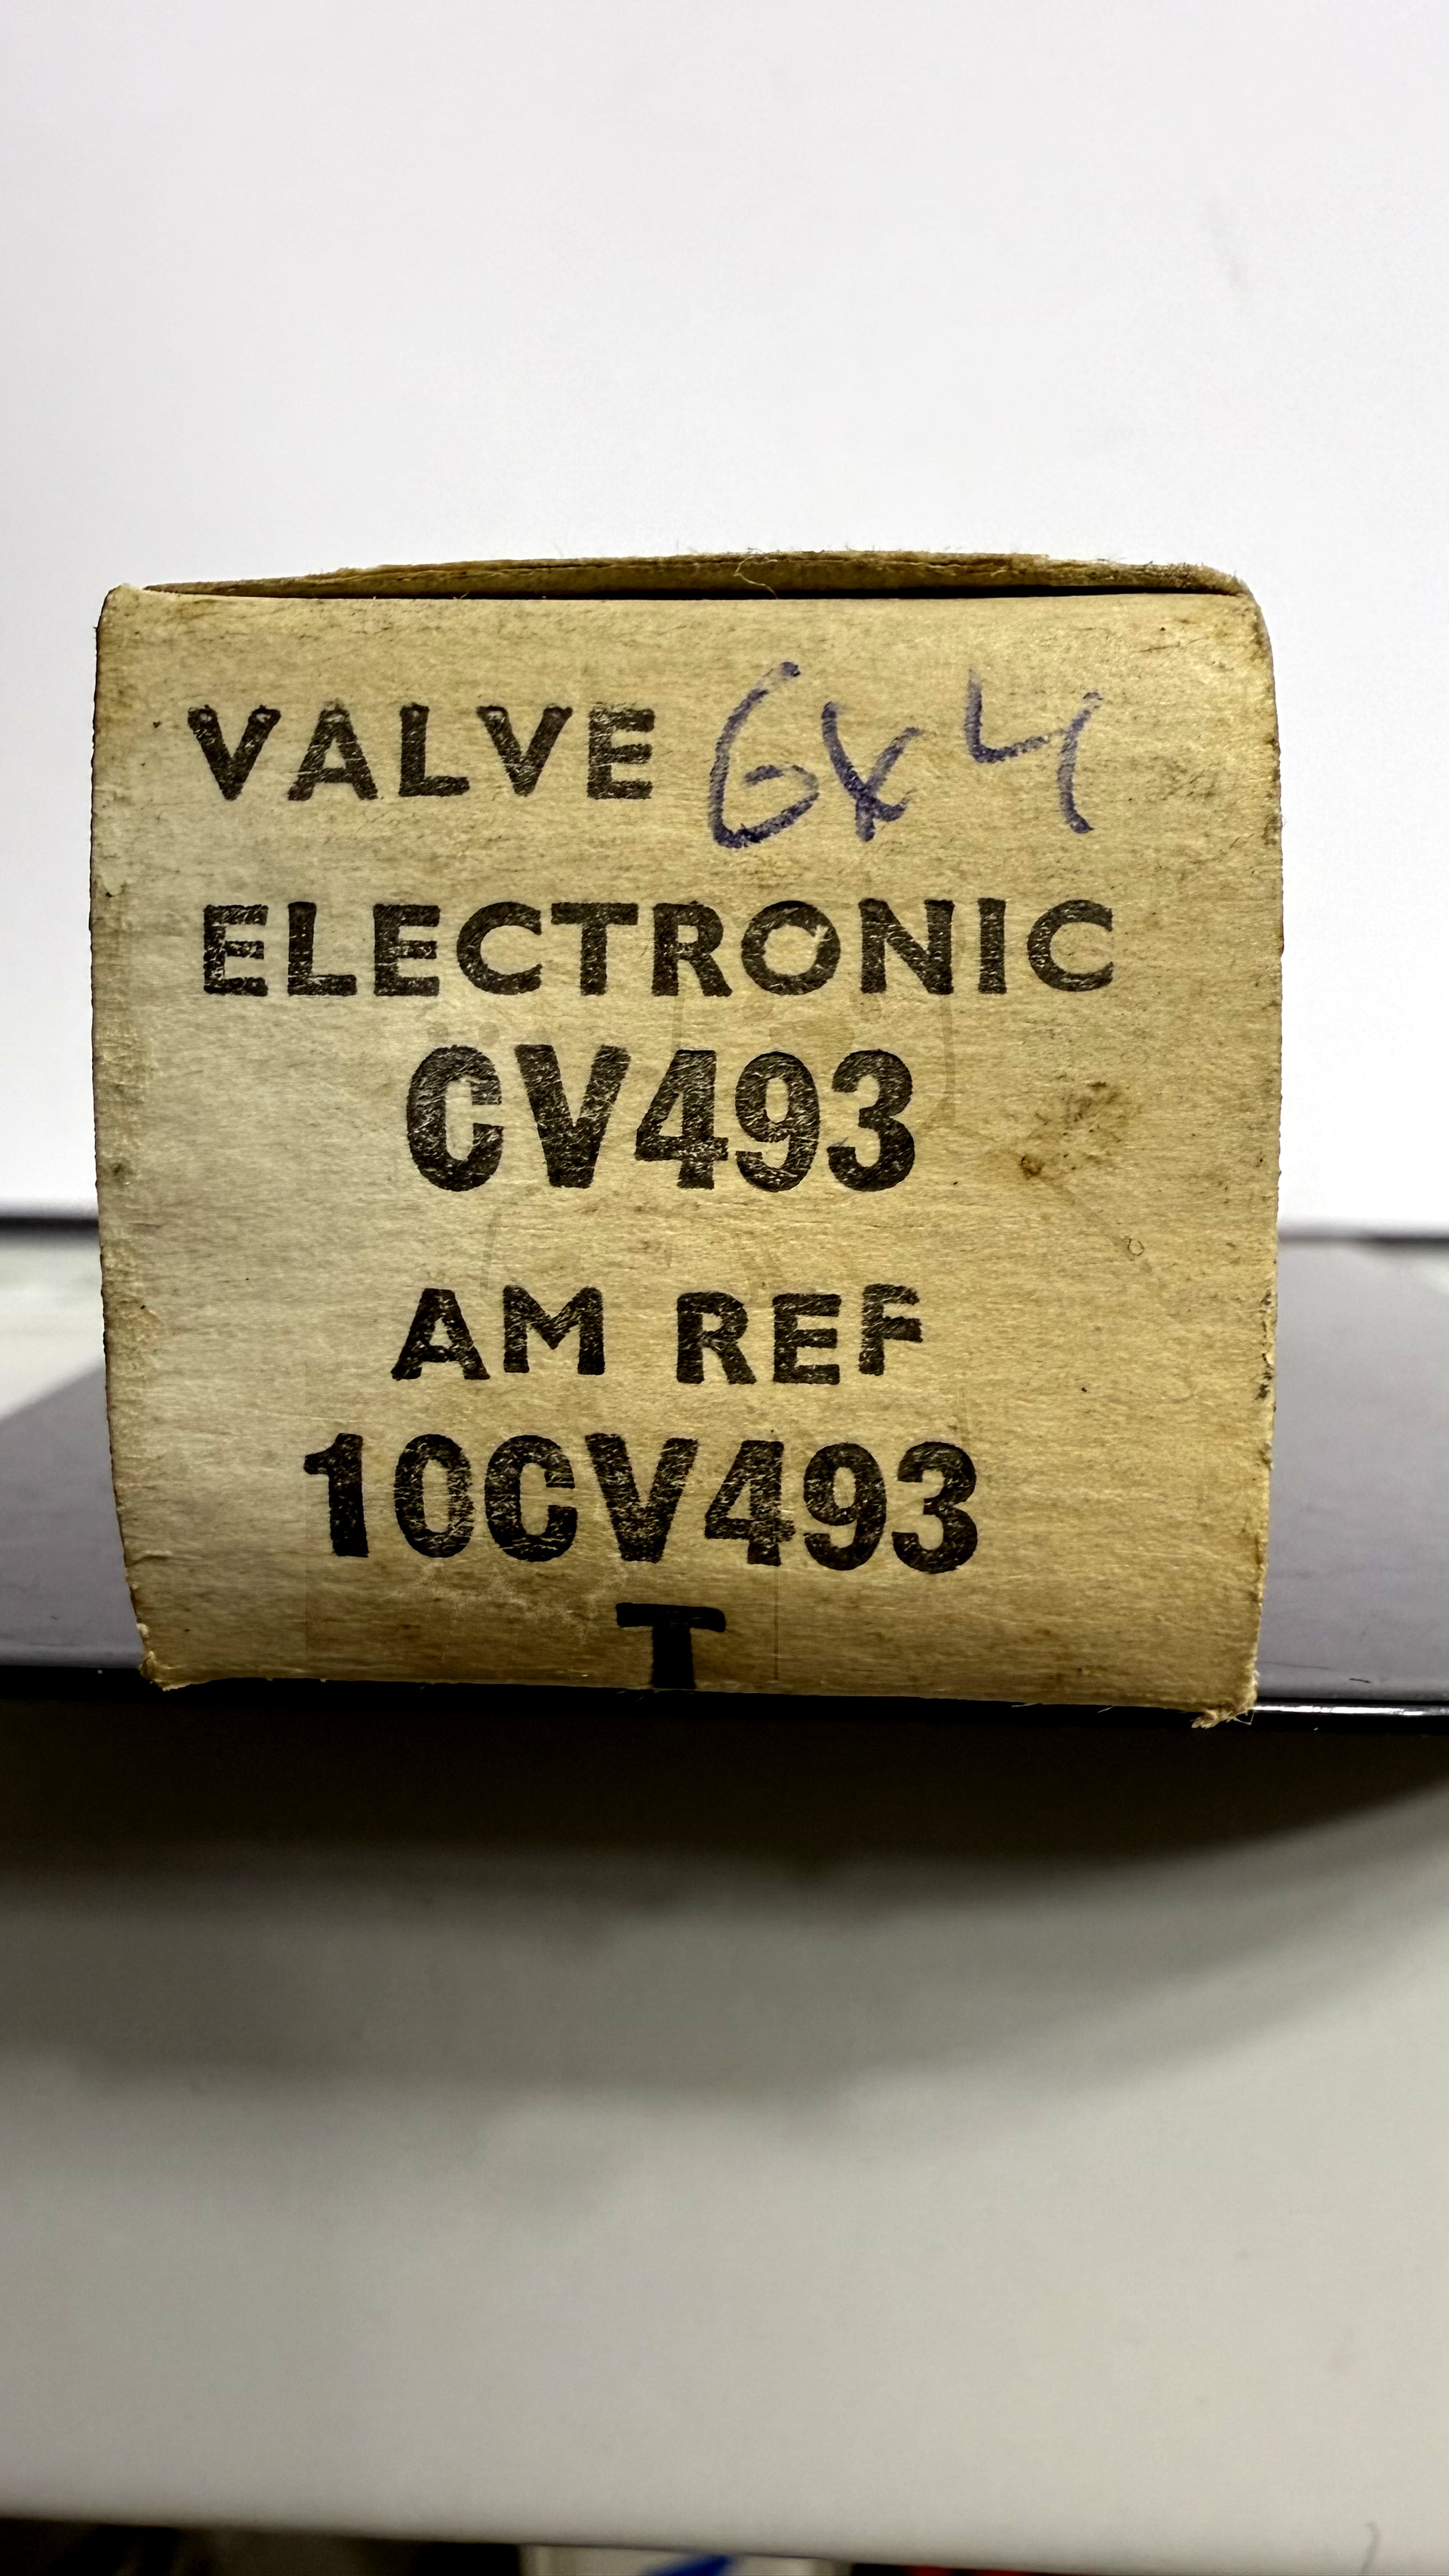 VALVE 6X4
ELECTRONIC
CV493
AM REF
10CV493
T